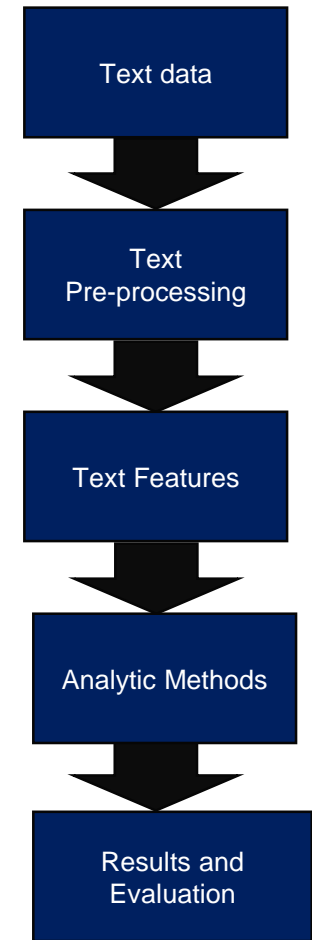 Text data
Text
Pre-processing
Text Features
Analytic Methods
Results and
Evaluation